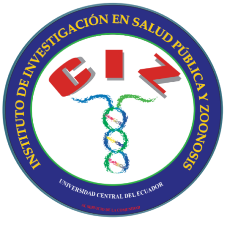 INSTITUTO DE INVESTIGACIÓN EN SALUD PÚBLICA Y ZOONOSIS
CIZ
UNIVERSIDAD CENTRAL DEL ECUADOR